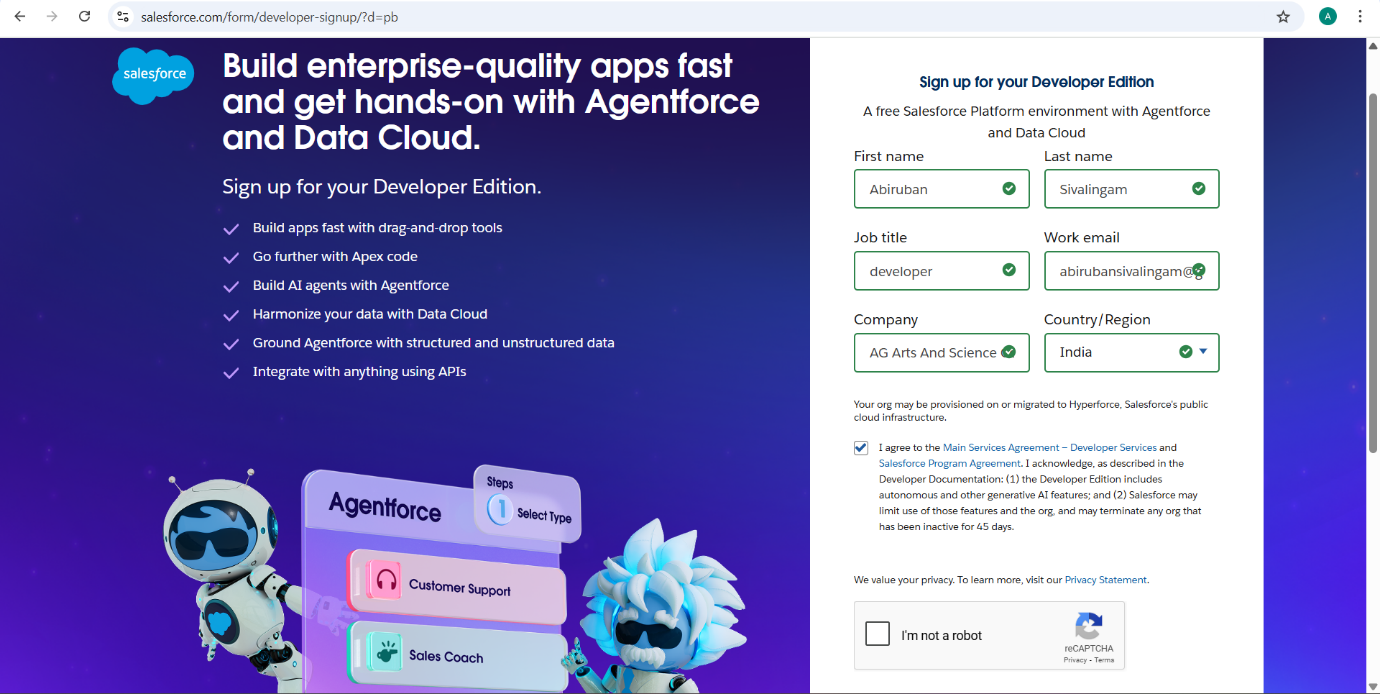 salesforce.com/form/developer-signup/?d=pb
A
salesforce
Build enterprise-quality apps fast
and get hands-on with Agentforce
and Data Cloud.
Sign up for your Developer Edition.
Build apps fast with drag-and-drop tools
Go further with Apex code
Build AI agents with Agentforce
Harmonize your data with Data Cloud
Ground Agentforce with structured and unstructured data
Integrate with anything using APIs
Agentforce
Steps
1 Select Type
Customer Support
Sales Coach
Sign up for your Developer Edition
A free Salesforce Platform environment with Agentforce
and Data Cloud
First name Last name
Abiruban Sivalingam
Job title Work email
developer abirubansivalingam@g
Company Country/Region
AG Arts And Science India
Your org may be provisioned on or migrated to Hyperforce, Salesforce's public
cloud infrastructure.
I agree to the Main Services Agreement – Developer Services and
Salesforce Program Agreement. I acknowledge, as described in the
Developer Documentation: (1) the Developer Edition includes
autonomous and other generative AI features; and (2) Salesforce may
limit use of those features and the org, and may terminate any org that
has been inactive for 45 days.
We value your privacy. To learn more, visit our Privacy Statement.
I'm not a robot
reCAPTCHA
Privacy - Terms